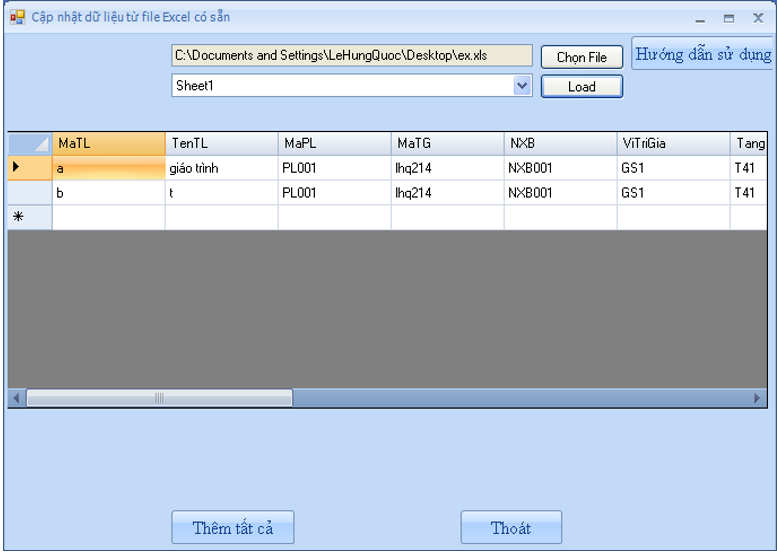 Cập nhật dữ liệu từ file Excel có sẵn
C:\Documents and Settings\LeHungQuoc\Desktop\ex.xls Chọn File Hướng dẫn sử dụng
Sheet1 Load
MaTL TenTL MaPL MaTG NXB ViTriGia Tang
a giáo trình PL001 lhq214 NXB001 GS1 T41
b t PL001 lhq214 NXB001 GS1 T41
Thêm tất cả Thoát